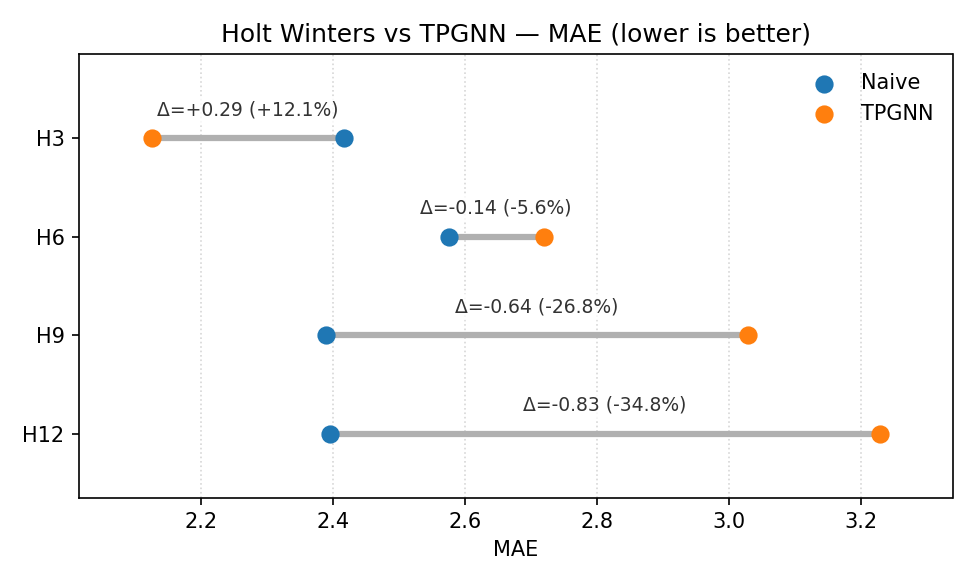 Holt Winters vs TPGNN — MAE (lower is better)
Naive
TPGNN
Δ=+0.29 (+12.1%)
H3
Δ=-0.14 (-5.6%)
H6
Δ=-0.64 (-26.8%)
H9
Δ=-0.83 (-34.8%)
H12
2.2 2.4 2.6 2.8 3.0 3.2
MAE